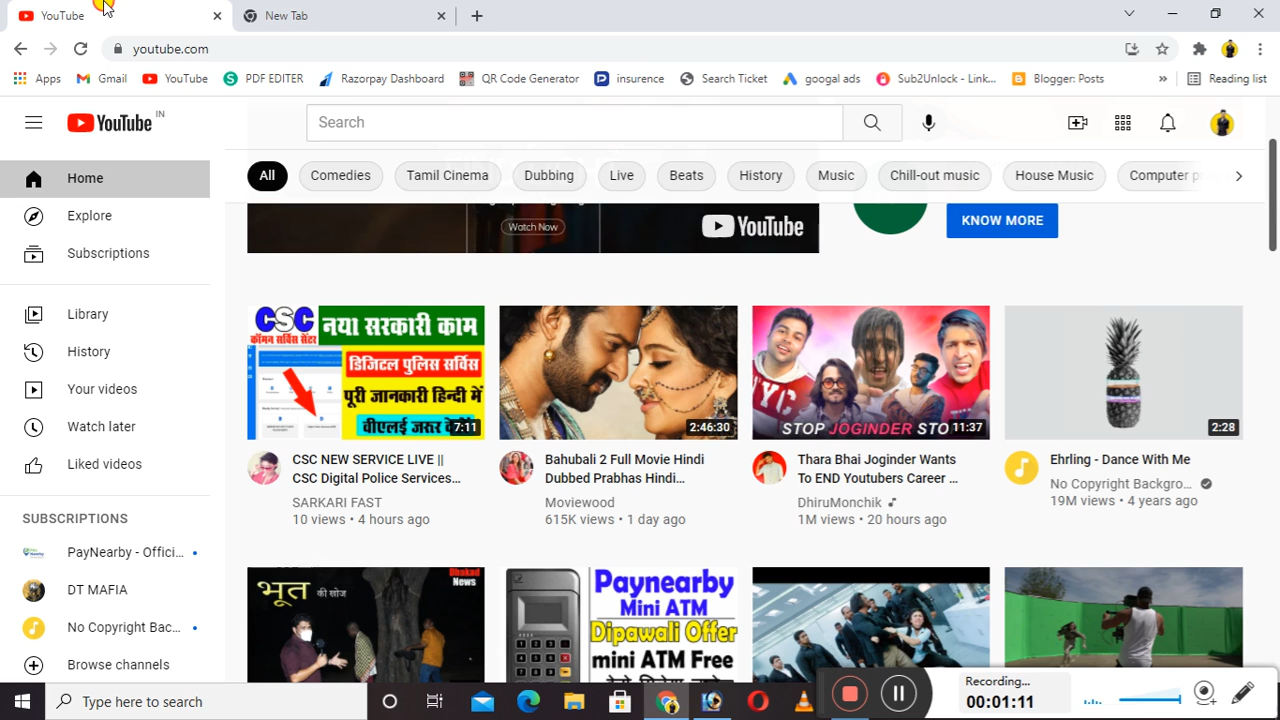 YouTube
New Tab
youtube.com
Apps
Gmail
YouTube
PDF EDITER
Razorpay Dashboard
QR Code Generator
insurence
Search Ticket
googal ads
Sub2Unlock - Link...
Blogger: Posts
»
Reading list
YouTube IN
Search
All
Comedies
Tamil Cinema
Dubbing
Live
Beats
History
Music
Chill-out music
House Music
Home
Explore
Subscriptions
Library
History
Your videos
Watch later
Liked videos
SUBSCRIPTIONS
PayNearby - Offici...
DT MAFIA
No Copyright Bac...
Browse channels
Watch Now
YouTube
KNOW MORE
CSC
कॉमन सर्विस सेंटर
नया सरकारी काम
डिजिटल पुलिस सर्विस
पूरी जानकारी हिन्दी में
वीएलई जरूर
7:11
CSC NEW SERVICE LIVE ||
CSC Digital Police Services...
SARKARI FAST
10 views • 4 hours ago
2:46:30
Bahubali 2 Full Movie Hindi
Dubbed Prabhas Hindi...
Moviewood
615K views • 1 day ago
STOP JOGINDER STO
11:37
Thara Bhai Joginder Wants
To END Youtubers Career ...
DhiruMonchik
1M views • 20 hours ago
2:28
Ehrling - Dance With Me
No Copyright Backgro...
19M views • 4 years ago
भूत की खोज
Dhakad
News
Paynearby
Mini ATM
Dipawali Offer
mini ATM Free
Type here to search
Recording...
00:01:11